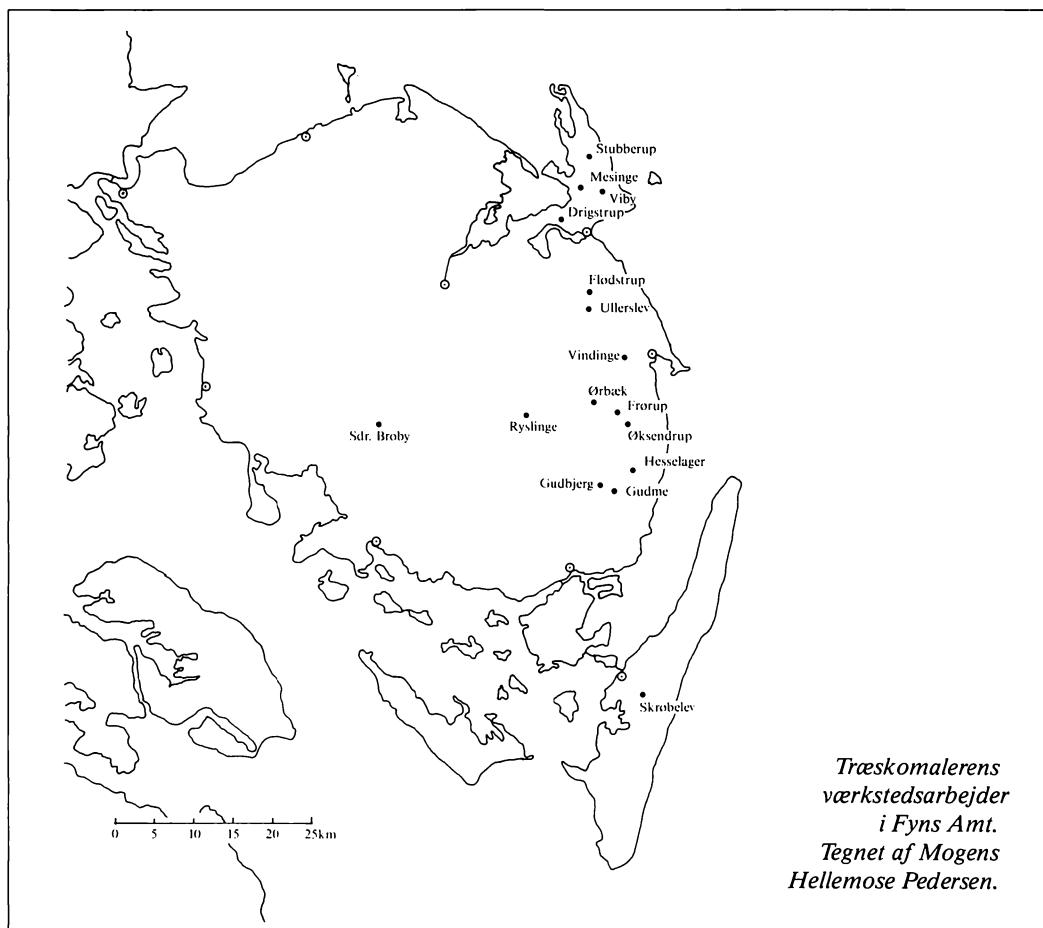 Stubberup
Mesinge
Viby
Drigstrup
Flødstrup
Ullerslev
Vindinge
Ørbæk
Frørup
Ryslinge
Sdr. Broby
Øksendrup
Hesselager
Gudbjerg
Gudme
Skrøbelev
0 5 10 15 20 25km
Træskomalerens
værkstedsarbejder
i Fyns Amt.
Tegnet af Mogens
Hellemose Pedersen.